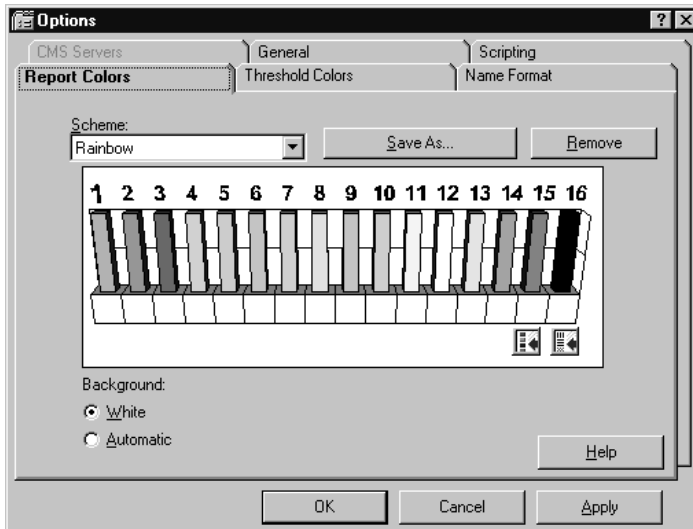 Options
CMS Servers
General
Scripting
Report Colors
Threshold Colors
Name Format
Scheme:
Rainbow
Save As...
Remove
1 2 3 4 5 6 7 8 9 10 11 12 13 14 15 16
Background:
White
Automatic
Help
OK
Cancel
Apply